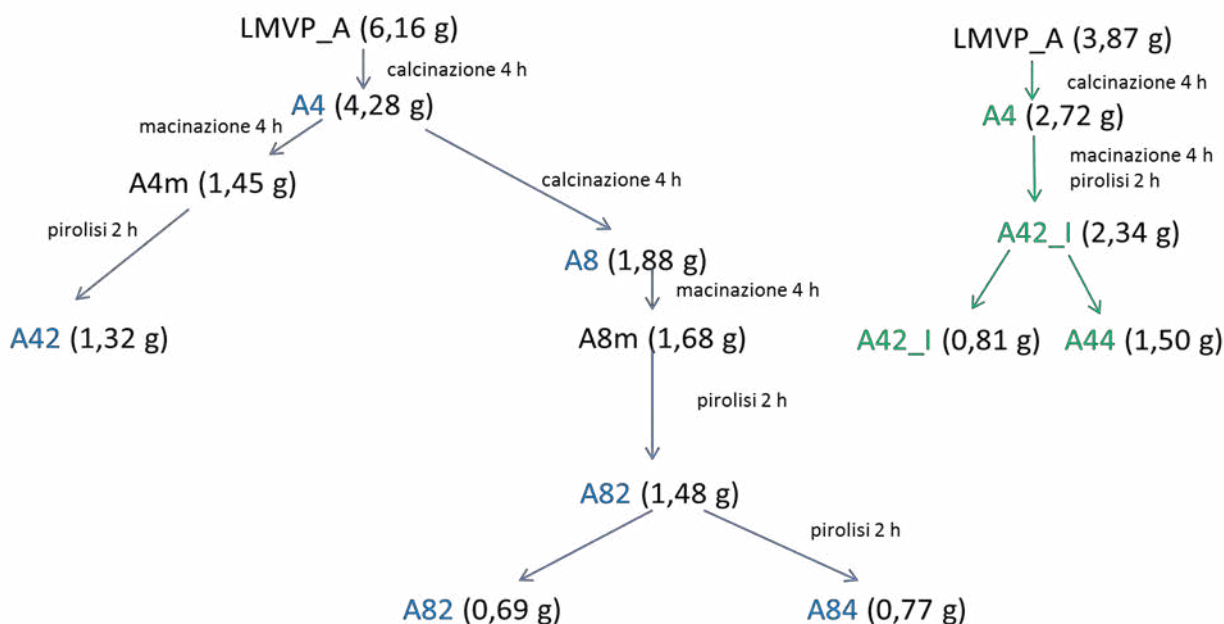 LMVP_A (6,16 g)
calcinazione 4 h
A4 (4,28 g)
macinazione 4 h
A4m (1,45 g)
calcinazione 4 h
pirolisi 2 h
A8 (1,88 g)
macinazione 4 h
A42 (1,32 g)
A8m (1,68 g)
pirolisi 2 h
A82 (1,48 g)
pirolisi 2 h
A82 (0,69 g)
A84 (0,77 g)
LMVP_A (3,87 g)
calcinazione 4 h
A4 (2,72 g)
macinazione 4 h
pirolisi 2 h
A42_I (2,34 g)
A42_I (0,81 g)
A44 (1,50 g)